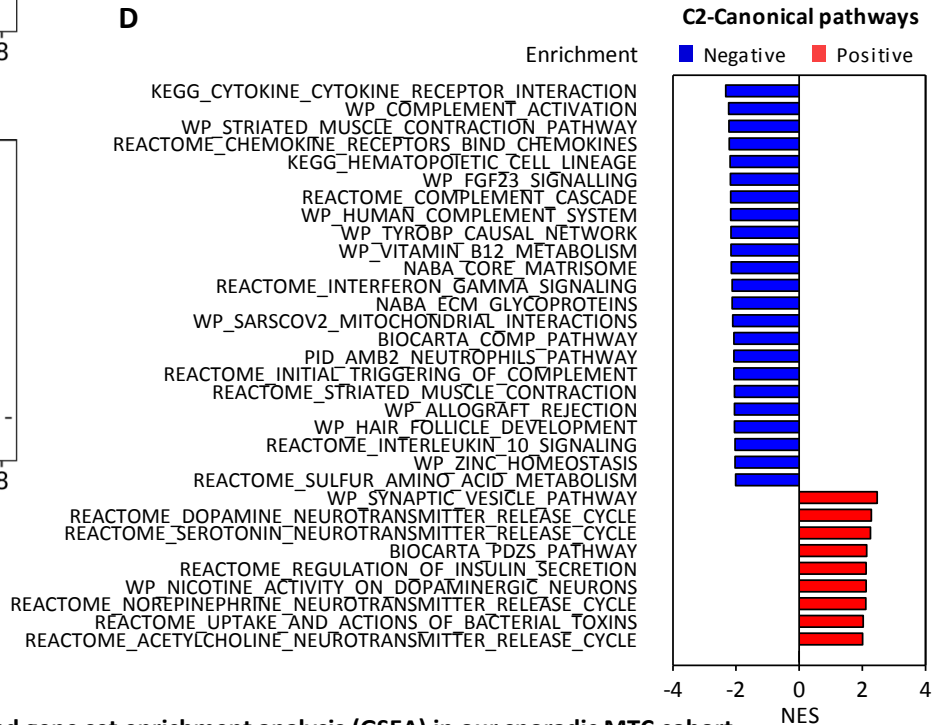 D
C2-Canonical pathways
Enrichment
Negative
Positive
KEGG_CYTOKINE_CYTOKINE_RECEPTOR_INTERACTION
WP_COMPLEMENT_ACTIVATION
WP_STRIATED_MUSCLE_CONTRACTION_PATHWAY
REACTOME_CHEMOKINE_RECEPTORS_BIND_CHEMOKINES
KEGG_HEMATOPOIETIC_CELL_LINEAGE
WP_FGF23_SIGNALLING
REACTOME_COMPLEMENT_CASCADE
WP_HUMAN_COMPLEMENT_SYSTEM
WP_TYROBP_CAUSAL_NETWORK
WP_VITAMIN_B12_METABOLISM
NABA_CORE_MATRISOME
REACTOME_INTERFERON_GAMMA_SIGNALING
NABA_ECM_GLYCOPROTEINS
WP_SARSCOV2_MITOCHONDRIAL_INTERACTIONS
BIOCARTA_COMP_PATHWAY
PID_AMB2_NEUTROPHILS_PATHWAY
REACTOME_INITIAL_TRIGGERING_OF_COMPLEMENT
REACTOME_STRIATED_MUSCLE_CONTRACTION
WP_ALLOGRAFT_REJECTION
WP_HAIR_FOLLICLE_DEVELOPMENT
REACTOME_INTERLEUKIN_10_SIGNALING
WP_ZINC_HOMEOSTASIS
REACTOME_SULFUR_AMINO_ACID_METABOLISM
WP_SYNAPTIC_VESICLE_PATHWAY
REACTOME_DOPAMINE_NEUROTRANSMITTER_RELEASE_CYCLE
REACTOME_SEROTONIN_NEUROTRANSMITTER_RELEASE_CYCLE
BIOCARTA_PDZS_PATHWAY
REACTOME_REGULATION_OF_INSULIN_SECRETION
WP_NICOTINE_ACTIVITY_ON_DOPAMINERGIC_NEURONS
REACTOME_NOREPINEPHRINE_NEUROTRANSMITTER_RELEASE_CYCLE
REACTOME_UPTAKE_AND_ACTIONS_OF_BACTERIAL_TOXINS
REACTOME_ACETYLCHOLINE_NEUROTRANSMITTER_RELEASE_CYCLE
-4 -2 0 2 4
NES
gene set enrichment analysis (GSEA) in our sporadic MTC cohort